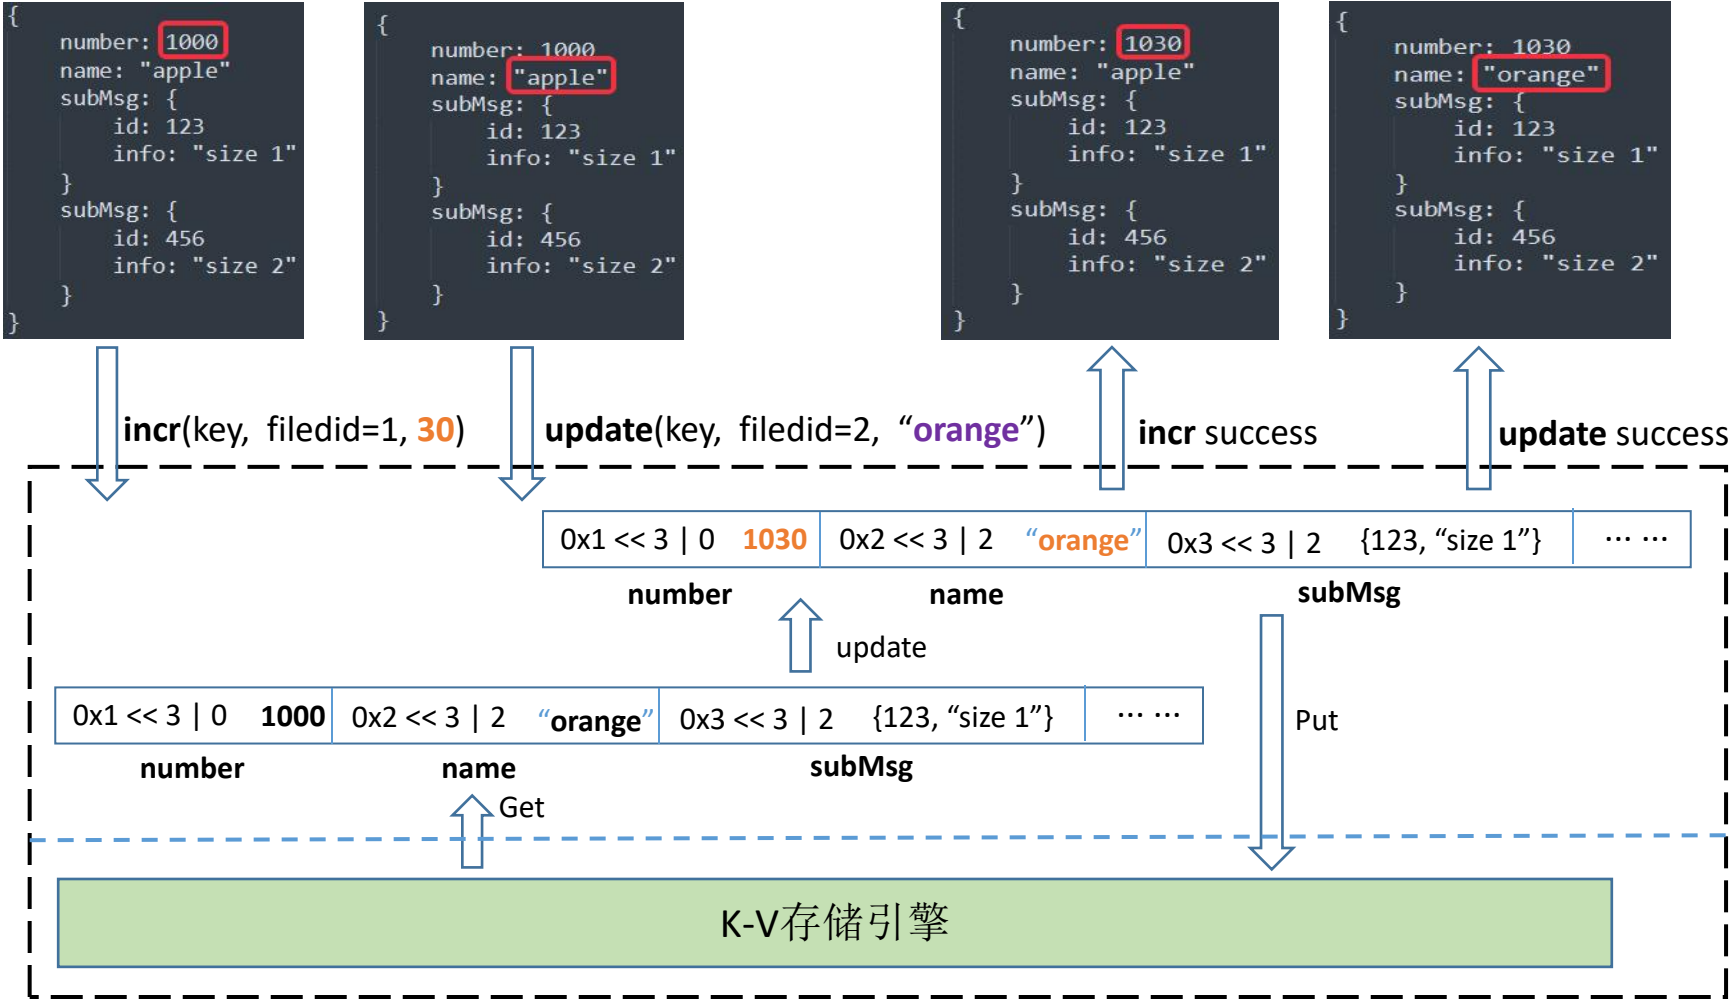 {
number: 1000
name: "apple"
subMsg: {
id: 123
info: "size 1"
}
subMsg: {
id: 456
info: "size 2"
}
}
{
number: 1000
name: "apple"
subMsg: {
id: 123
info: "size 1"
}
subMsg: {
id: 456
info: "size 2"
}
}
{
number: 1030
name: "apple"
subMsg: {
id: 123
info: "size 1"
}
subMsg: {
id: 456
info: "size 2"
}
}
{
number: 1030
name: "orange"
subMsg: {
id: 123
info: "size 1"
}
subMsg: {
id: 456
info: "size 2"
}
}
incr(key, filedid=1, 30)
update(key, filedid=2, “orange”)
incr success
update success
0x1 << 3 | 0 1030 0x2 << 3 | 2 “orange” 0x3 << 3 | 2 {123, “size 1”} ... ...
number name subMsg
update
0x1 << 3 | 0 1000 0x2 << 3 | 2 “orange” 0x3 << 3 | 2 {123, “size 1”} ... ...
Put
number name subMsg
Get
K-V存储引擎